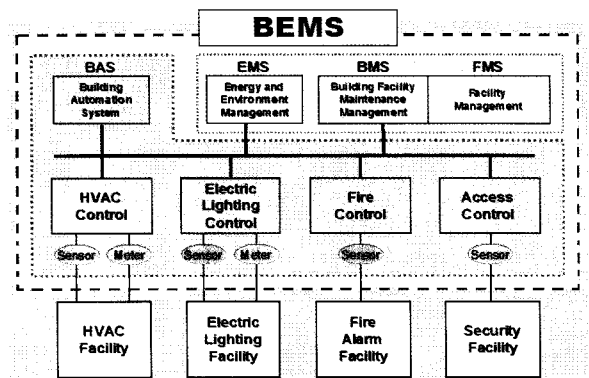 BEMS
BAS
EMS
BMS
FMS
Building
Automation
System
Energy and
Environment
Management
Building Facility
Maintenance
Management
Facility
Management
HVAC
Control
Electric
Lighting
Control
Fire
Control
Access
Control
Sensor
Meter
Sensor
Meter
Sensor
Sensor
HVAC
Facility
Electric
Lighting
Facility
Fire
Alarm
Facility
Security
Facility